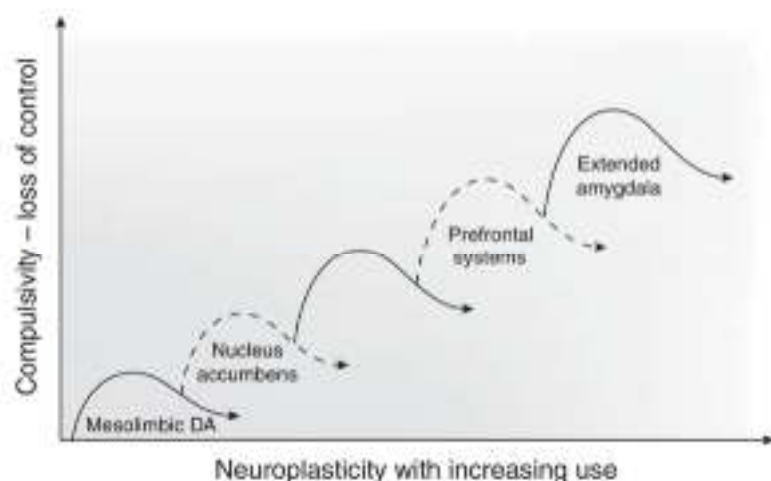 Compulsivity – loss of control
Extended
amygdala
Prefrontal
systems
Nucleus
accumbens
Mesolimbic DA
Neuroplasticity with increasing use